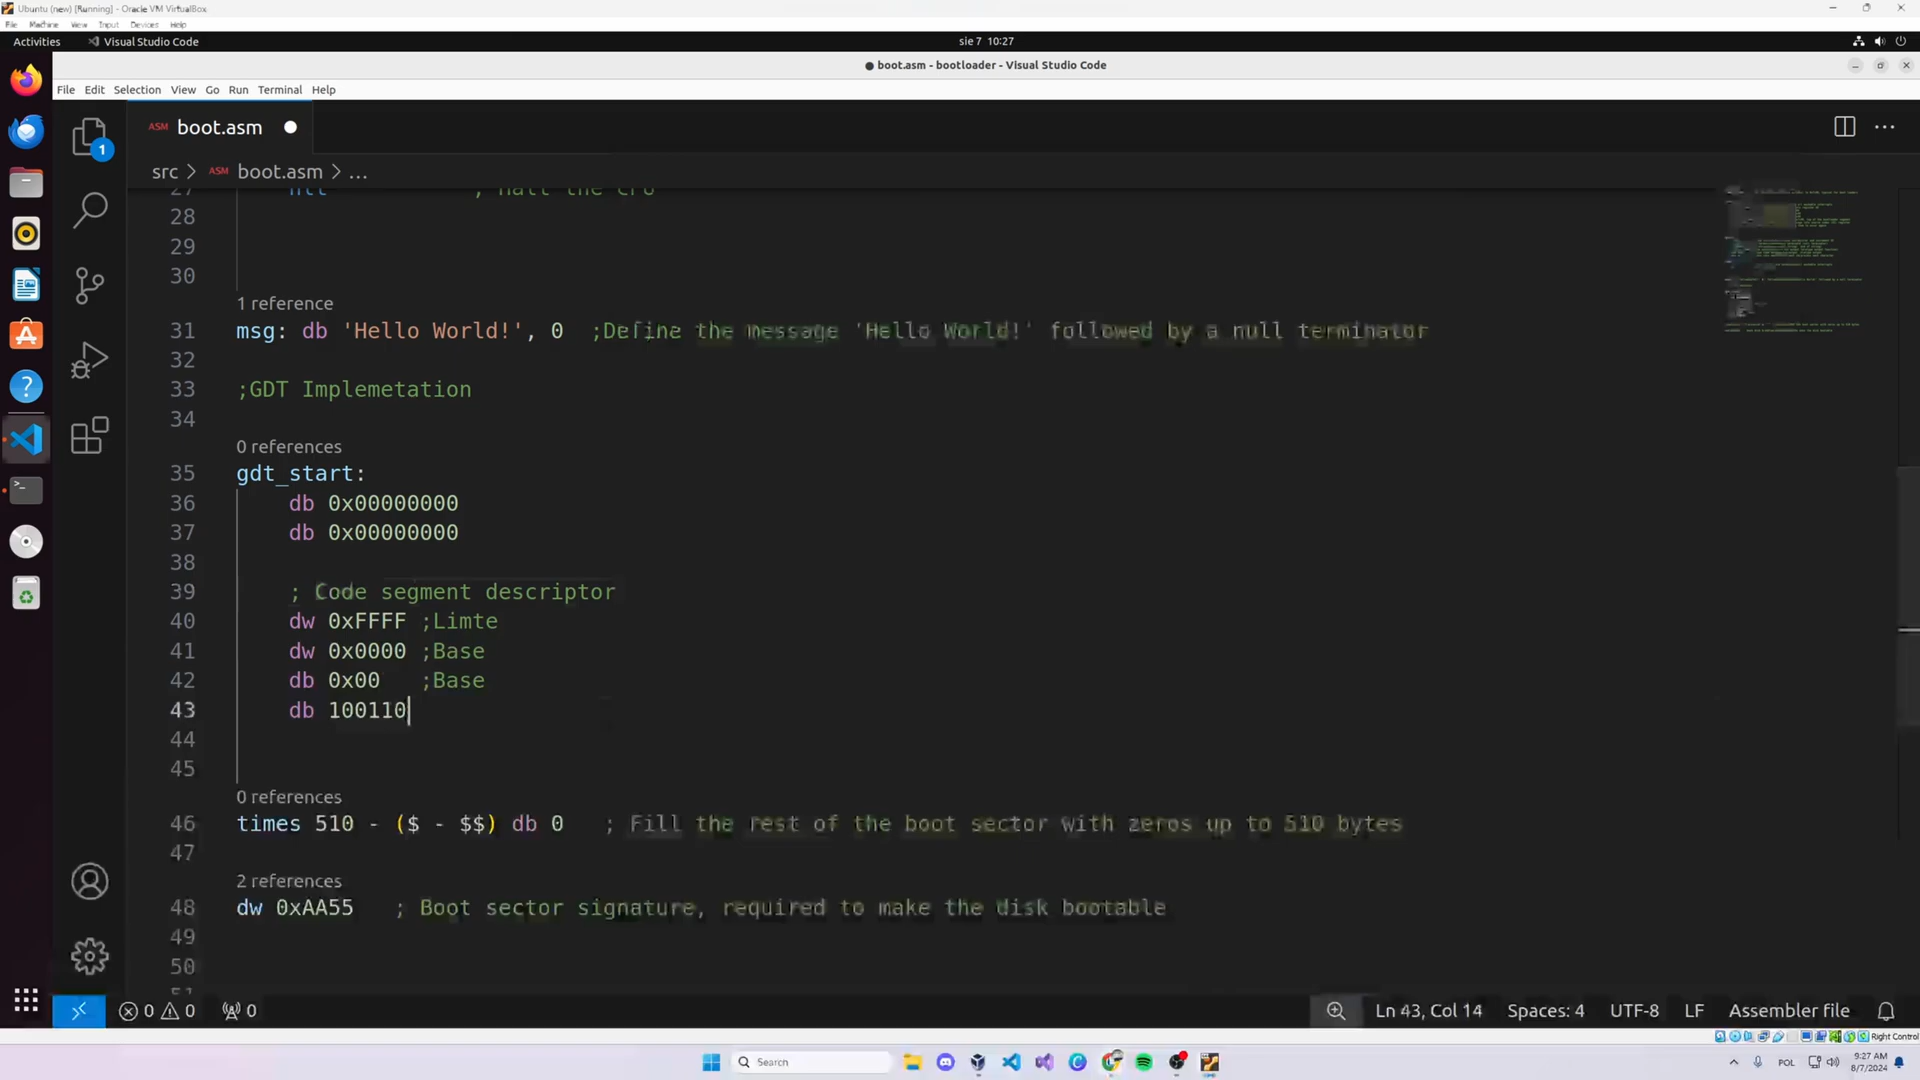 Ubuntu (new) [Running] - Oracle VM VirtualBox
File Machine View Input Devices Help
Activities Visual Studio Code sie 7 10:27
● boot.asm - bootloader - Visual Studio Code
File Edit Selection View Go Run Terminal Help
ASM boot.asm
1
src > ASM boot.asm > ...
27 hlt ; Halt the CPU
28
29
30
1 reference
31 msg: db 'Hello World!', 0 ;Define the message 'Hello World!' followed by a null terminator
32
33 ;GDT Implemetation
34
0 references
35 gdt_start:
36 db 0x00000000
37 db 0x00000000
38
39 ; Code segment descriptor
40 dw 0xFFFF ;Limte
41 dw 0x0000 ;Base
42 db 0x00 ;Base
43 db 100110
44
45
0 references
46 times 510 - ($ - $$) db 0 ; Fill the rest of the boot sector with zeros up to 510 bytes
47
2 references
48 dw 0xAA55 ; Boot sector signature, required to make the disk bootable
49
50
51
0 0 0 Ln 43, Col 14 Spaces: 4 UTF-8 LF Assembler file
Right Control
Search POL 9:27 AM
8/7/2024